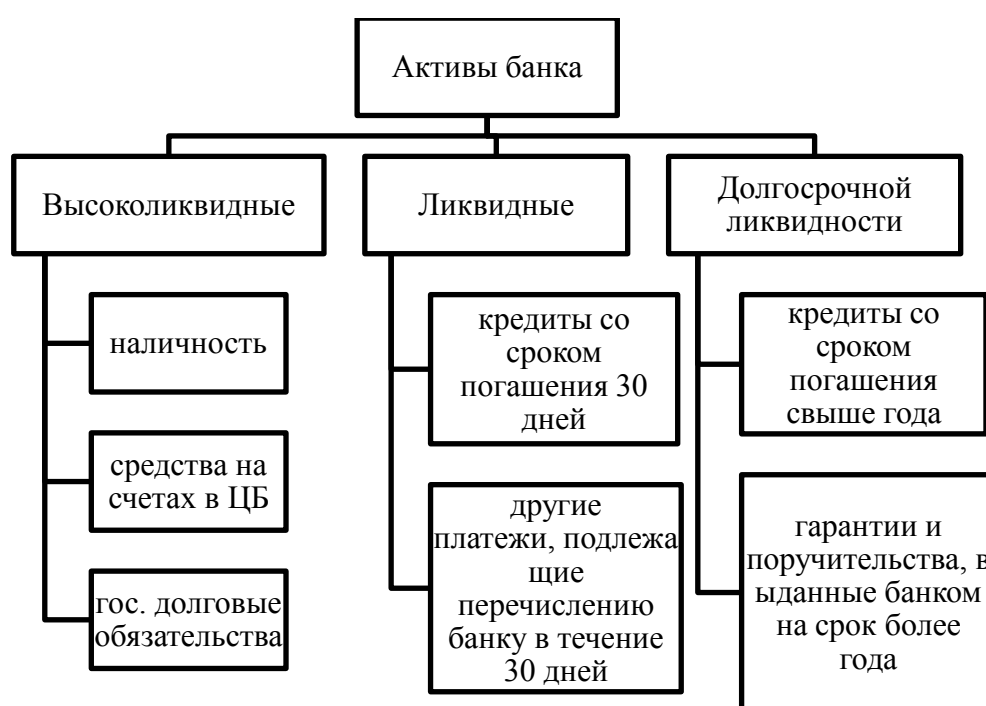 Активы банка
Высоколиквидные
Ликвидные
Долгосрочной
ликвидности
наличность
средства на
счетах в ЦБ
гос. долговые
обязательства
кредиты со
сроком
погашения 30
дней
другие
платежи, подлежа
щие
перечислению
банку в течение
30 дней
кредиты со
сроком
погашения
свыше года
гарантии и
поручительства, в
ыданные банком
на срок более
года